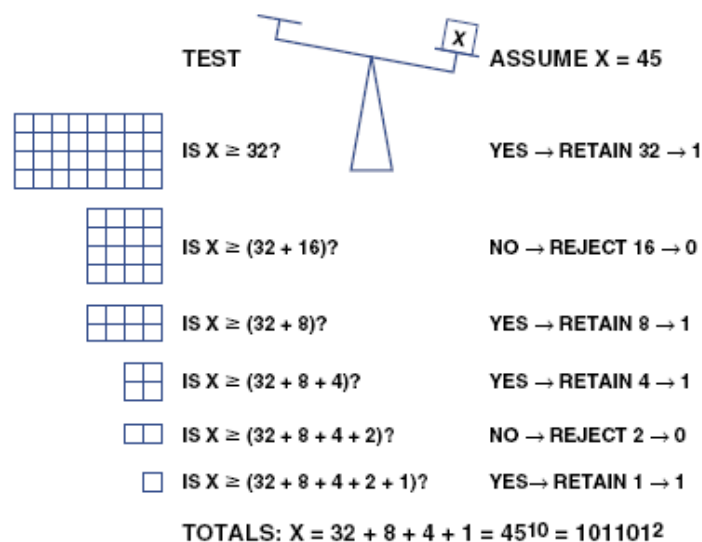 X
TEST ASSUME X = 45
IS X ≥ 32? YES → RETAIN 32 → 1
IS X ≥ (32 + 16)? NO → REJECT 16 → 0
IS X ≥ (32 + 8)? YES → RETAIN 8 → 1
IS X ≥ (32 + 8 + 4)? YES → RETAIN 4 → 1
IS X ≥ (32 + 8 + 4 + 2)? NO → REJECT 2 → 0
IS X ≥ (32 + 8 + 4 + 2 + 1)? YES→ RETAIN 1 → 1
TOTALS: X = 32 + 8 + 4 + 1 = 45¹⁰ = 101101²